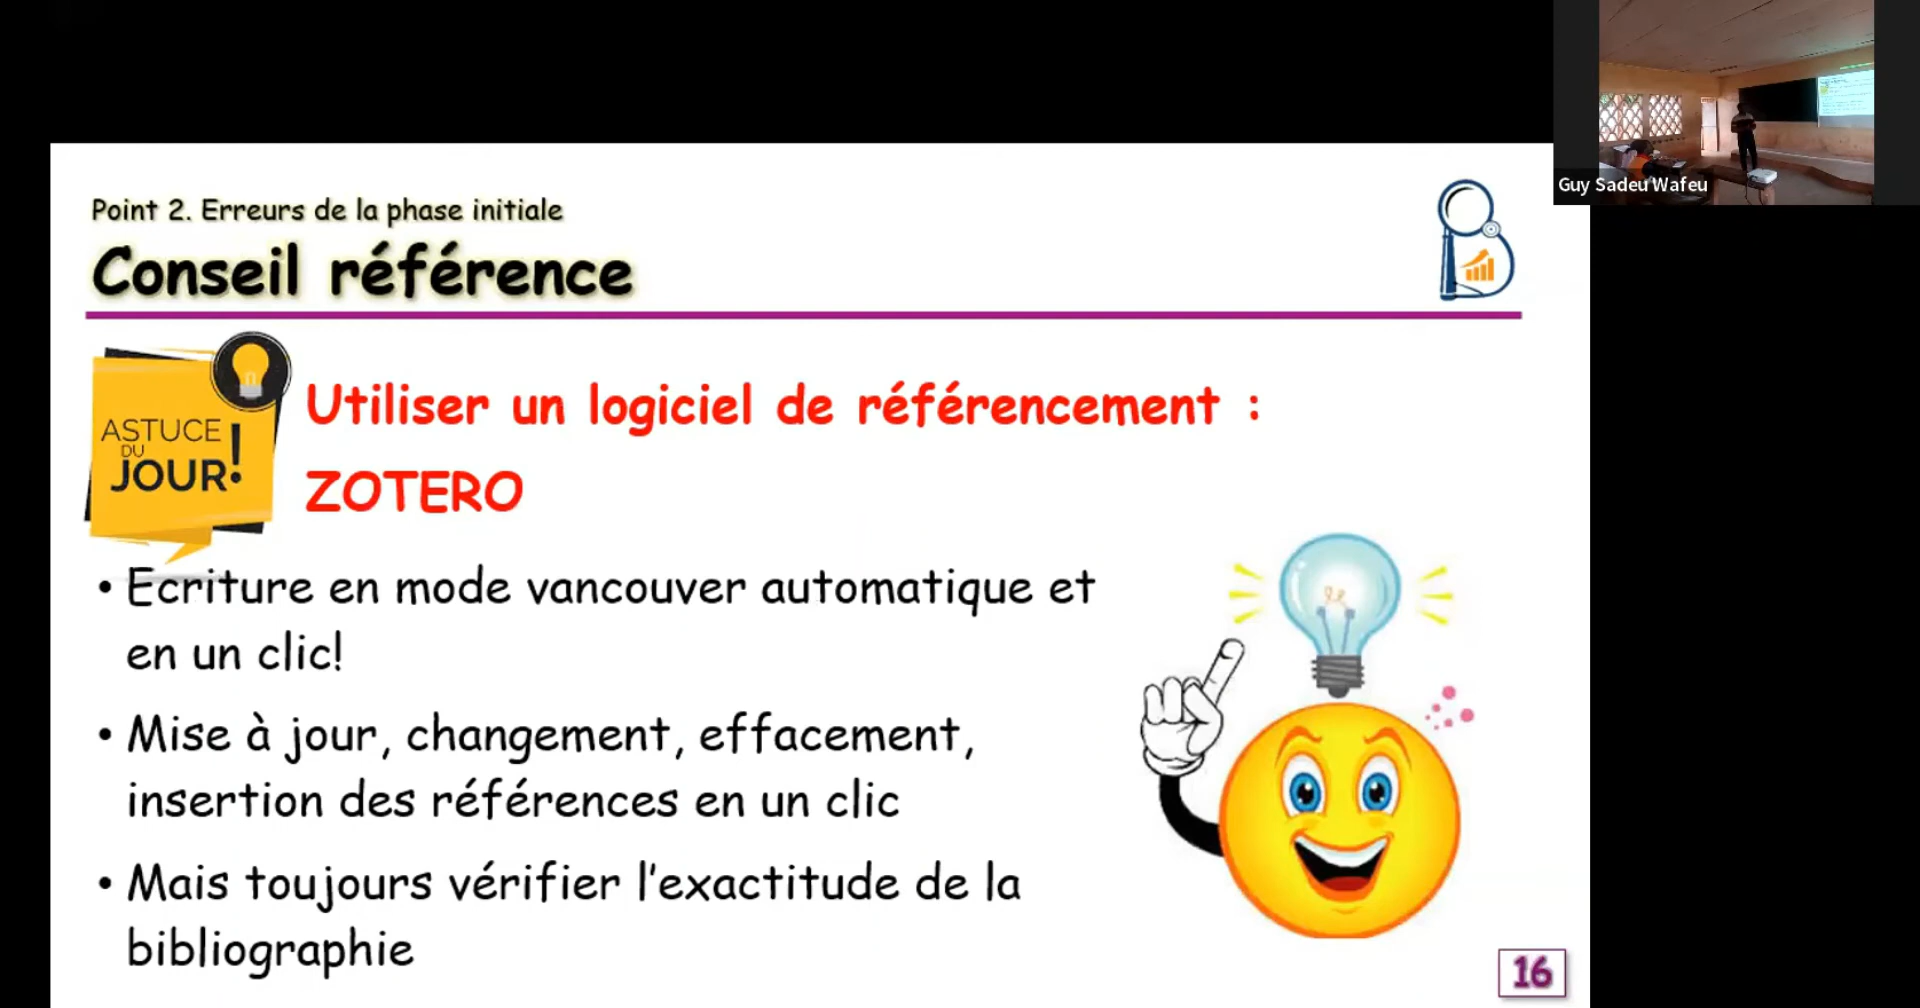 Guy Sadeu Wafeu
Point 2. Erreurs de la phase initiale
Conseil référence
ASTUCE
DU
JOUR!
Utiliser un logiciel de référencement :
ZOTERO
• Ecriture en mode vancouver automatique et
en un clic!
• Mise à jour, changement, effacement,
insertion des références en un clic
• Mais toujours vérifier l'exactitude de la
bibliographie
16